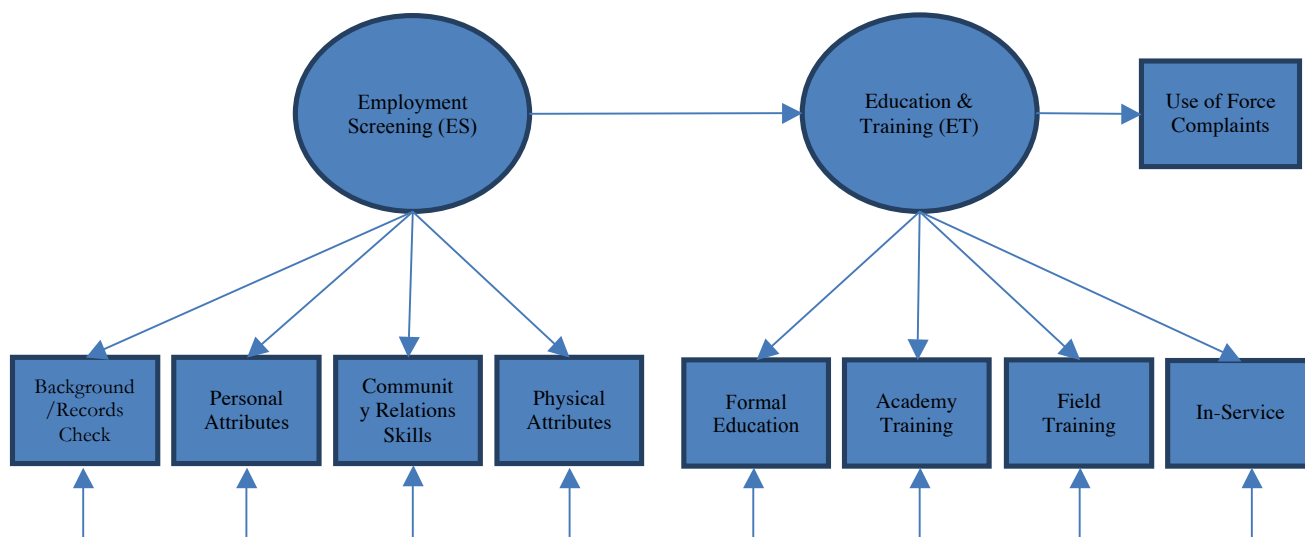 Employment
Screening (ES)
Education &
Training (ET)
Use of Force
Complaints
Background
/Records
Check
Personal
Attributes
Communit
y Relations
Skills
Physical
Attributes
Formal
Education
Academy
Training
Field
Training
In-Service